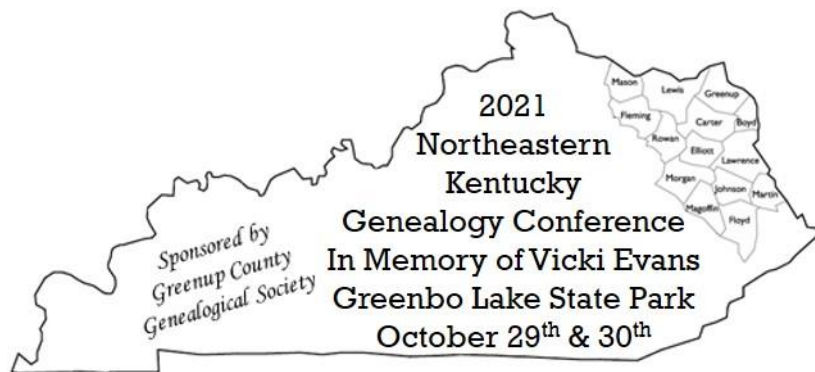 2021
Northeastern
Kentucky
Genealogy Conference
In Memory of Vicki Evans
Greenbo Lake State Park
October 29th & 30th
Sponsored by
Greenup County
Genealogical Society
Mason
Lewis
Greenup
Fleming
Carter
Boyd
Rowan
Elliott
Lawrence
Morgan
Johnson
Martin
Magoffin
Floyd